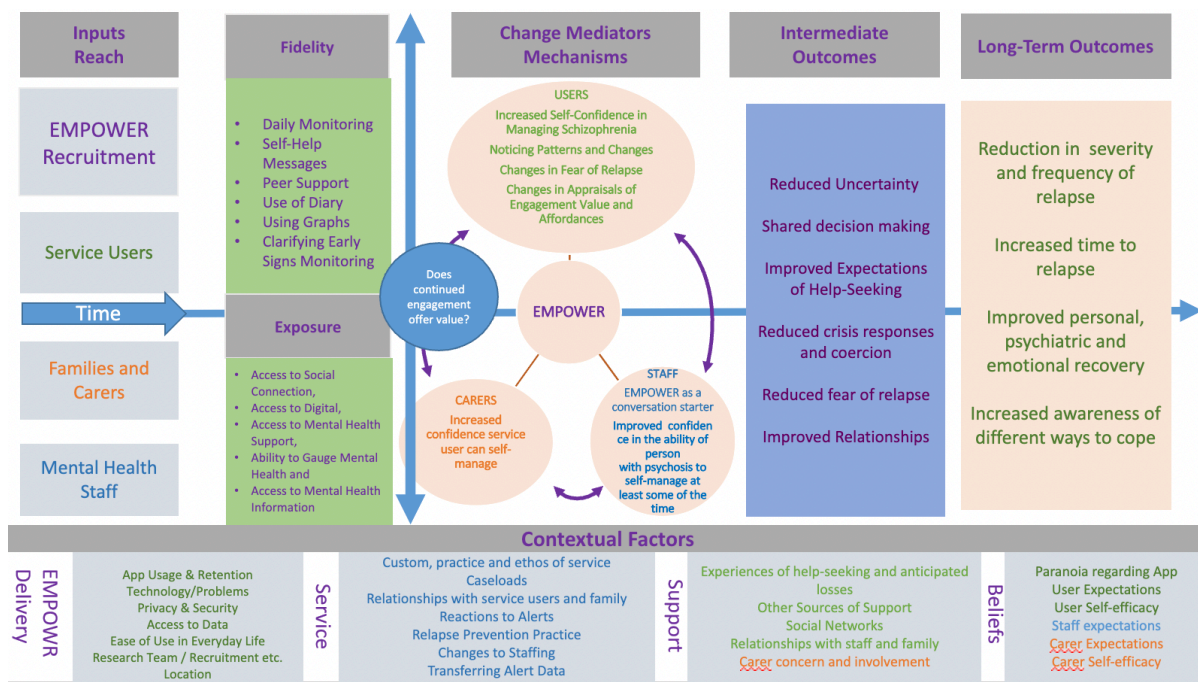 Inputs
Reach
EMPOWER
Recruitment
Service Users
Time
Families and
Carers
Mental Health
Staff
Fidelity
• Daily Monitoring
• Self-Help
Messages
• Peer Support
• Use of Diary
• Using Graphs
• Clarifying Early
Signs Monitoring
Exposure
• Access to Social
Connection,
• Access to Digital,
• Access to Mental Health
Support,
• Ability to Gauge Mental
Health and
• Access to Mental Health
Information
Does
continued
engagement
offer value?
Change Mediators
Mechanisms
USERS
Increased Self-Confidence in
Managing Schizophrenia
Noticing Patterns and Changes
Changes in Fear of Relapse
Changes in Appraisals of
Engagement Value and
Affordances
EMPOWER
CARERS
Increased
confidence service
user can self-
manage
STAFF
EMPOWER as a
conversation starter
Improved confiden
ce in the ability of
person
with psychosis to
self-manage at
least some of the
time
Intermediate
Outcomes
Reduced Uncertainty
Shared decision making
Improved Expectations
of Help-Seeking
Reduced crisis responses
and coercion
Reduced fear of relapse
Improved Relationships
Long-Term Outcomes
Reduction in severity
and frequency of
relapse
Increased time to
relapse
Improved personal,
psychiatric and
emotional recovery
Increased awareness of
different ways to cope
Contextual Factors
EMPOWR
Delivery
App Usage & Retention
Technology/Problems
Privacy & Security
Access to Data
Ease of Use in Everyday Life
Research Team / Recruitment etc.
Location
Service
Custom, practice and ethos of service
Caseloads
Relationships with service users and family
Reactions to Alerts
Relapse Prevention Practice
Changes to Staffing
Transferring Alert Data
Support
Experiences of help-seeking and anticipated
losses
Other Sources of Support
Social Networks
Relationships with staff and family
Carer concern and involvement
Beliefs
Paranoia regarding App
User Expectations
User Self-efficacy
Staff expectations
Carer Expectations
Carer Self-efficacy